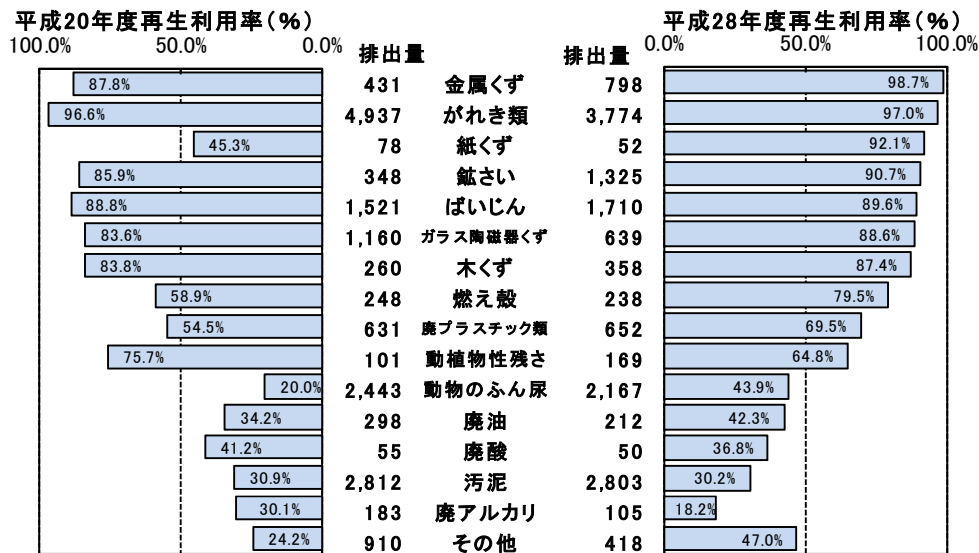 平成20年度再生利用率(%) 平成28年度再生利用率(%)
100.0% 50.0% 0.0% 排出量 排出量 0.0% 50.0% 100.0%
87.8% 431 金属くず 798 98.7%
96.6% 4,937 がれき類 3,774 97.0%
45.3% 78 紙くず 52 92.1%
85.9% 348 鉱さい 1,325 90.7%
88.8% 1,521 ばいじん 1,710 89.6%
83.6% 1,160 ガラス陶磁器くず 639 88.6%
83.8% 260 木くず 358 87.4%
58.9% 248 燃え殻 238 79.5%
54.5% 631 廃プラスチック類 652 69.5%
75.7% 101 動植物性残さ 169 64.8%
20.0% 2,443 動物のふん尿 2,167 43.9%
34.2% 298 廃油 212 42.3%
41.2% 55 廃酸 50 36.8%
30.9% 2,812 汚泥 2,803 30.2%
30.1% 183 廃アルカリ 105 18.2%
24.2% 910 その他 418 47.0%